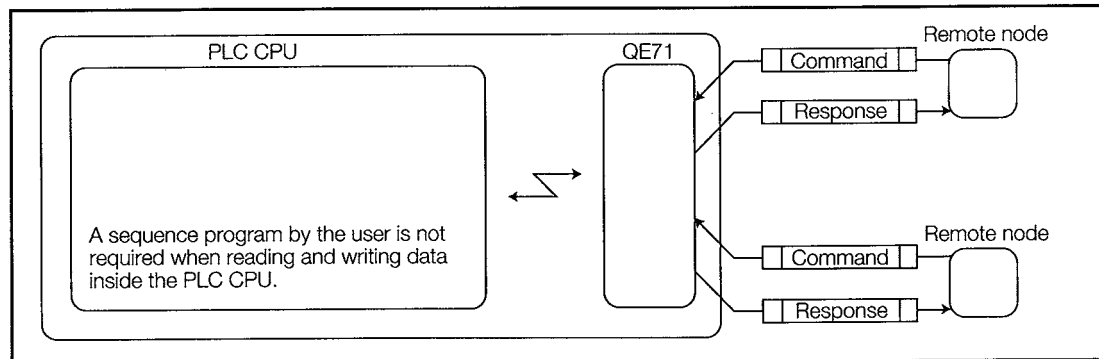 PLC CPU
QE71
Remote node
Command
Response
A sequence program by the user is not
required when reading and writing data
inside the PLC CPU.
Remote node
Command
Response